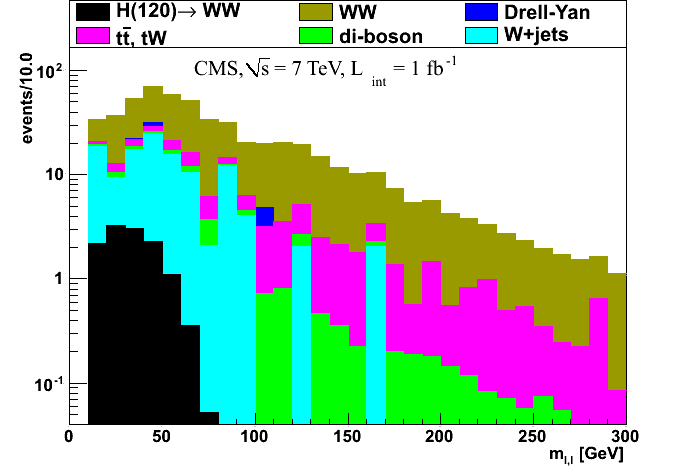 H(120)→ WW WW Drell-Yan
tt̄, tW di-boson W+jets
CMS, √s = 7 TeV, L int = 1 fb⁻¹
events/10.0
10²
10
1
10⁻¹
0 50 100 150 200 250 300
m_l,l [GeV]